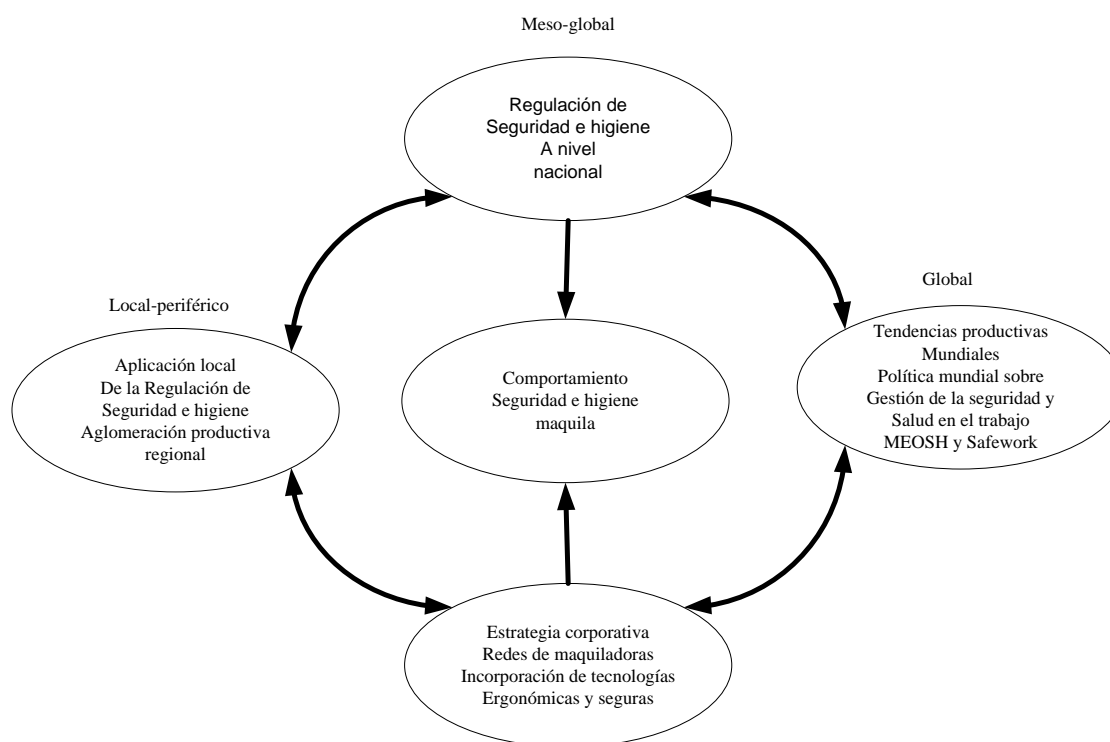 Meso-global
Regulación de
Seguridad e higiene
A nivel
nacional
Local-periférico
Aplicación local
De la Regulación de
Seguridad e higiene
Aglomeración productiva
regional
Comportamiento
Seguridad e higiene
maquila
Global
Tendencias productivas
Mundiales
Política mundial sobre
Gestión de la seguridad y
Salud en el trabajo
MEOSH y Safework
Estrategia corporativa
Redes de maquiladoras
Incorporación de tecnologías
Ergonómicas y seguras